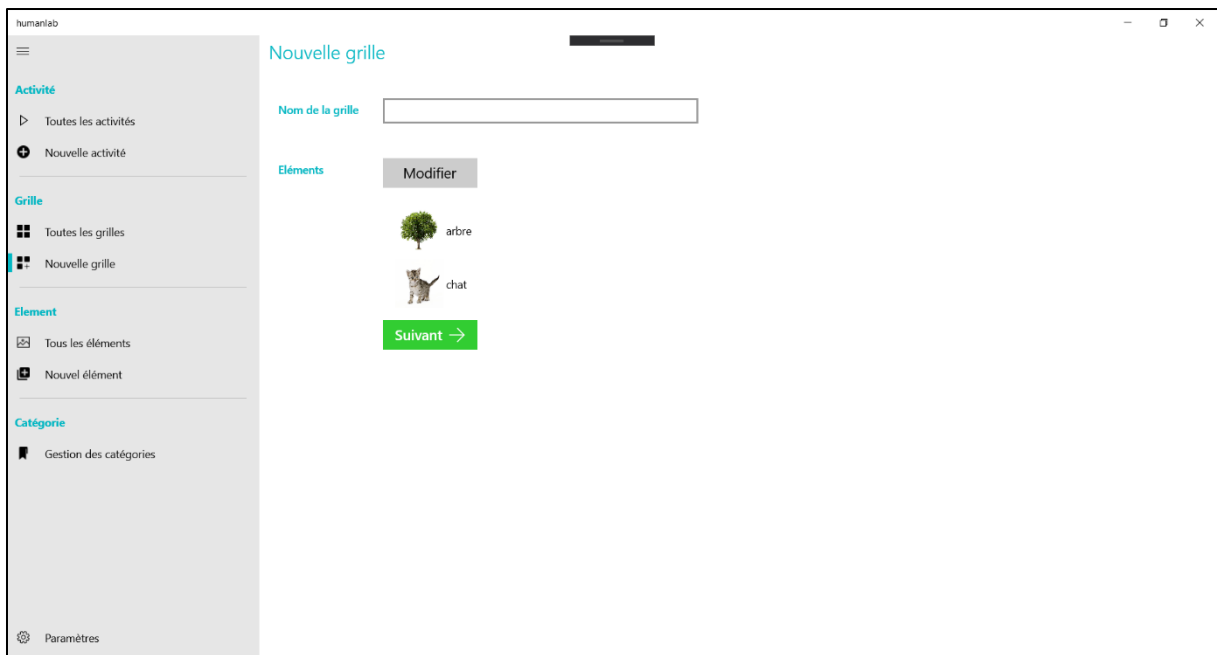 humanlab
Activité
Toutes les activités
Nouvelle activité
Grille
Toutes les grilles
Nouvelle grille
Element
Tous les éléments
Nouvel élément
Catégorie
Gestion des catégories
Paramètres
Nouvelle grille
Nom de la grille
Eléments
Modifier
arbre
chat
Suivant